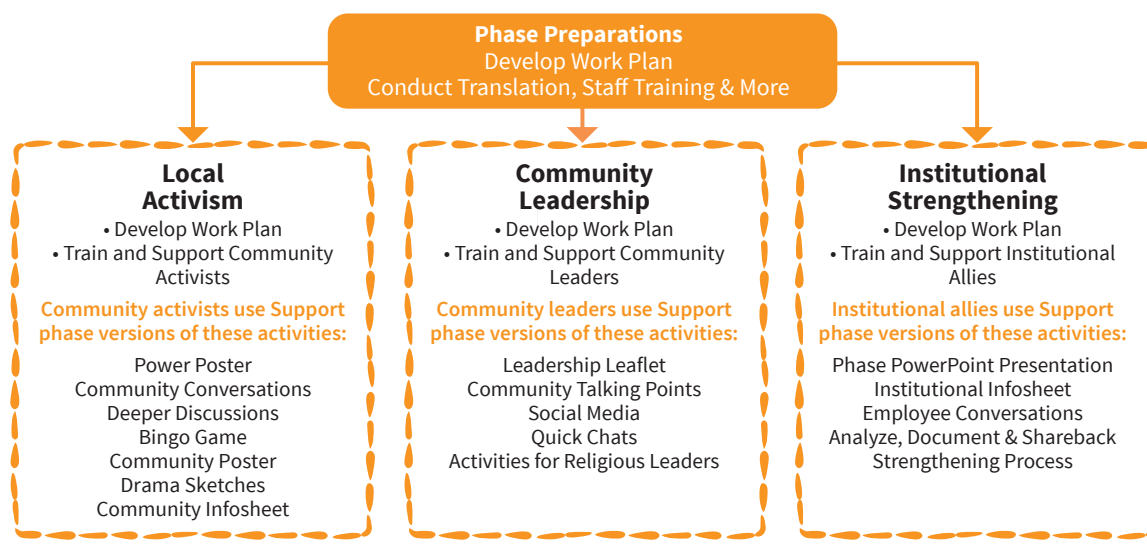 Phase Preparations
Develop Work Plan
Conduct Translation, Staff Training & More
Local
Activism
• Develop Work Plan
• Train and Support Community
Activists
Community activists use Support
phase versions of these activities:
Power Poster
Community Conversations
Deeper Discussions
Bingo Game
Community Poster
Drama Sketches
Community Infosheet
Community
Leadership
• Develop Work Plan
• Train and Support Community
Leaders
Community leaders use Support
phase versions of these activities:
Leadership Leaflet
Community Talking Points
Social Media
Quick Chats
Activities for Religious Leaders
Institutional
Strengthening
• Develop Work Plan
• Train and Support Institutional
Allies
Institutional allies use Support
phase versions of these activities:
Phase PowerPoint Presentation
Institutional Infosheet
Employee Conversations
Analyze, Document & Shareback
Strengthening Process